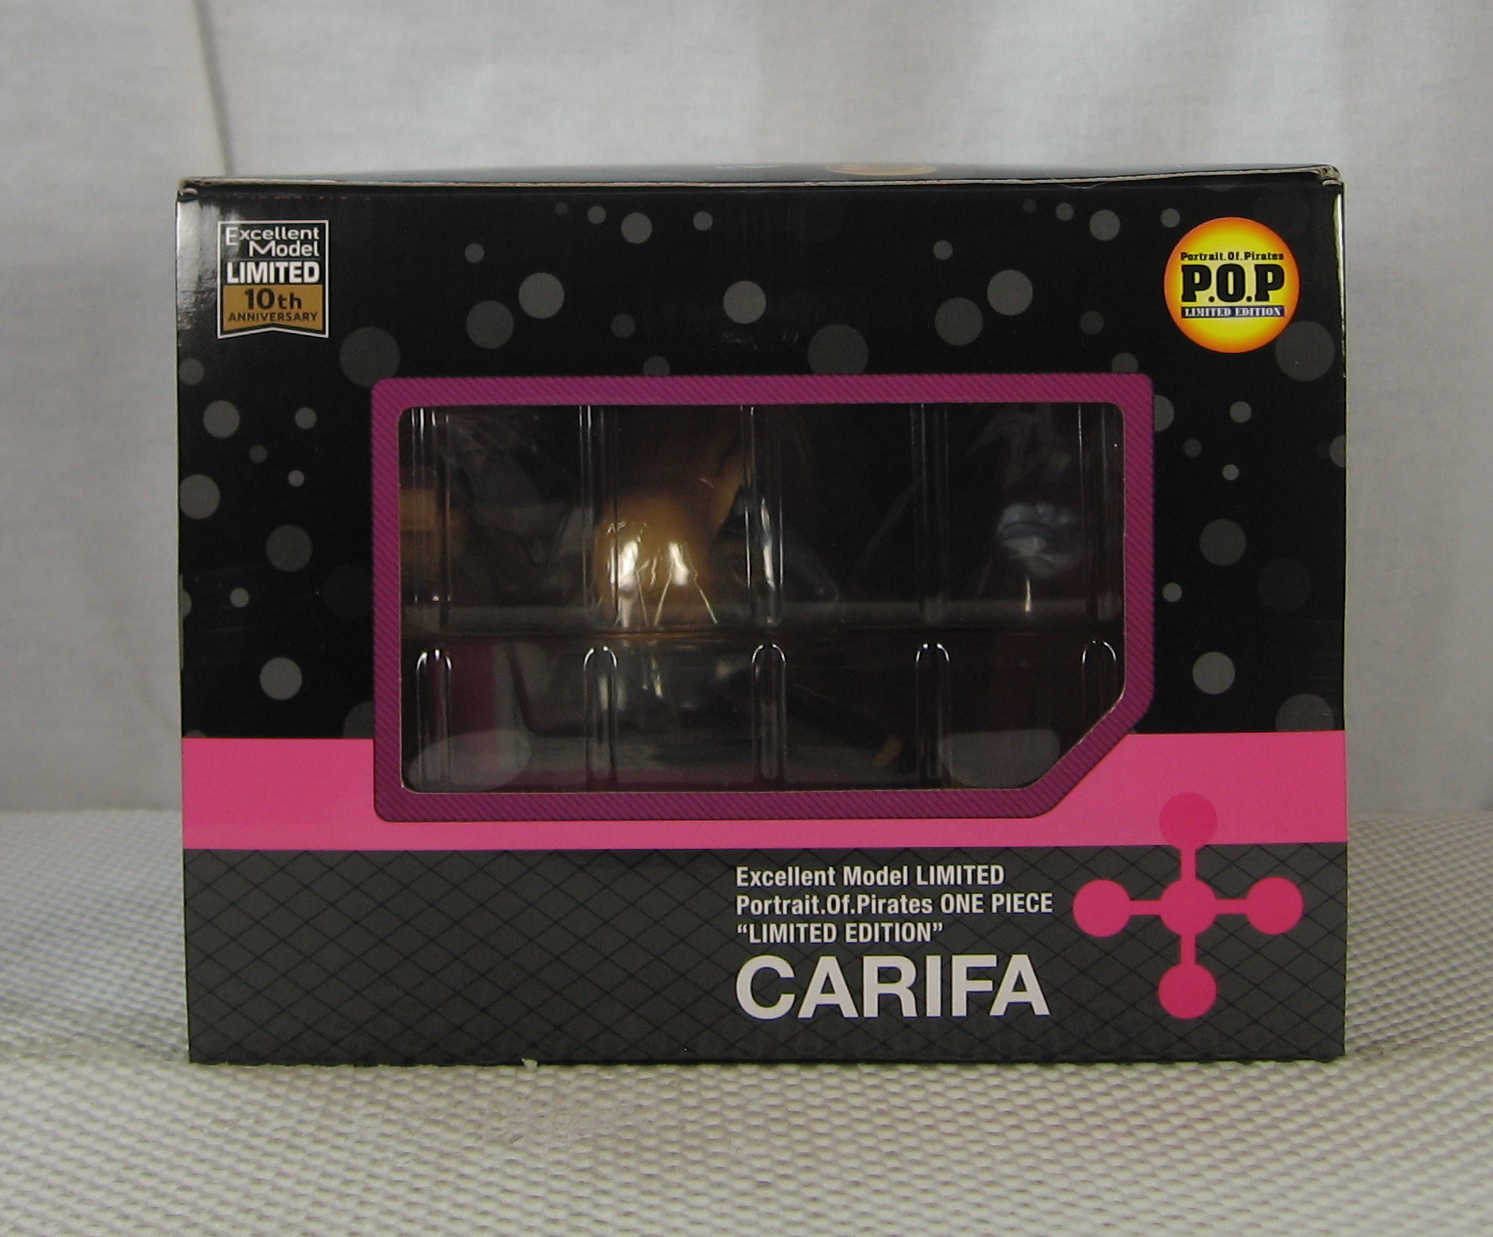 Excellent
Model
LIMITED
10th
ANNIVERSARY
Portrait.Of.Pirates
P.O.P
LIMITED EDITION
Excellent Model LIMITED
Portrait.Of.Pirates ONE PIECE
“LIMITED EDITION”
CARIFA